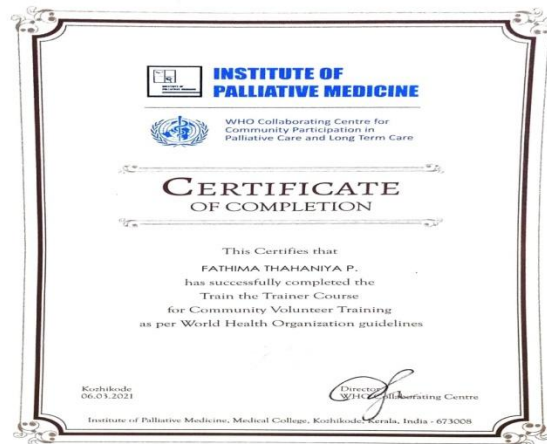 INSTITUTE OF
PALLIATIVE MEDICINE
WHO Collaborating Centre for
Community Participation in
Palliative Care and Long Term Care
CERTIFICATE
OF COMPLETION
This Certifies that
FATHIMA THAHANIYA P.
has successfully completed the
Train the Trainer Course
for Community Volunteer Training
as per World Health Organization guidelines
Kozhikode
06.03.2021
Director
WHO Collaborating Centre
Institute of Palliative Medicine, Medical College, Kozhikode, Kerala, India - 673008